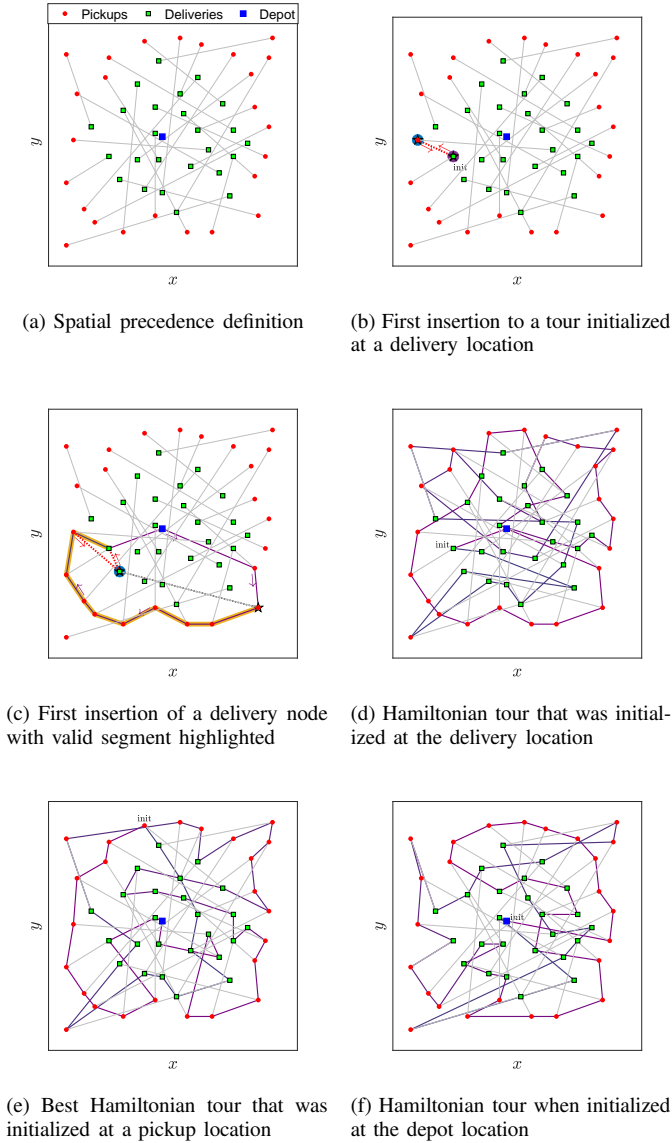 Pickups Deliveries Depot
y
x
(a) Spatial precedence definition
y
init
x
(b) First insertion to a tour initialized
at a delivery location
y
x
(c) First insertion of a delivery node
with valid segment highlighted
y
init
x
(d) Hamiltonian tour that was initial-
ized at the delivery location
init
y
x
(e) Best Hamiltonian tour that was
initialized at a pickup location
y
init
x
(f) Hamiltonian tour when initialized
at the depot location